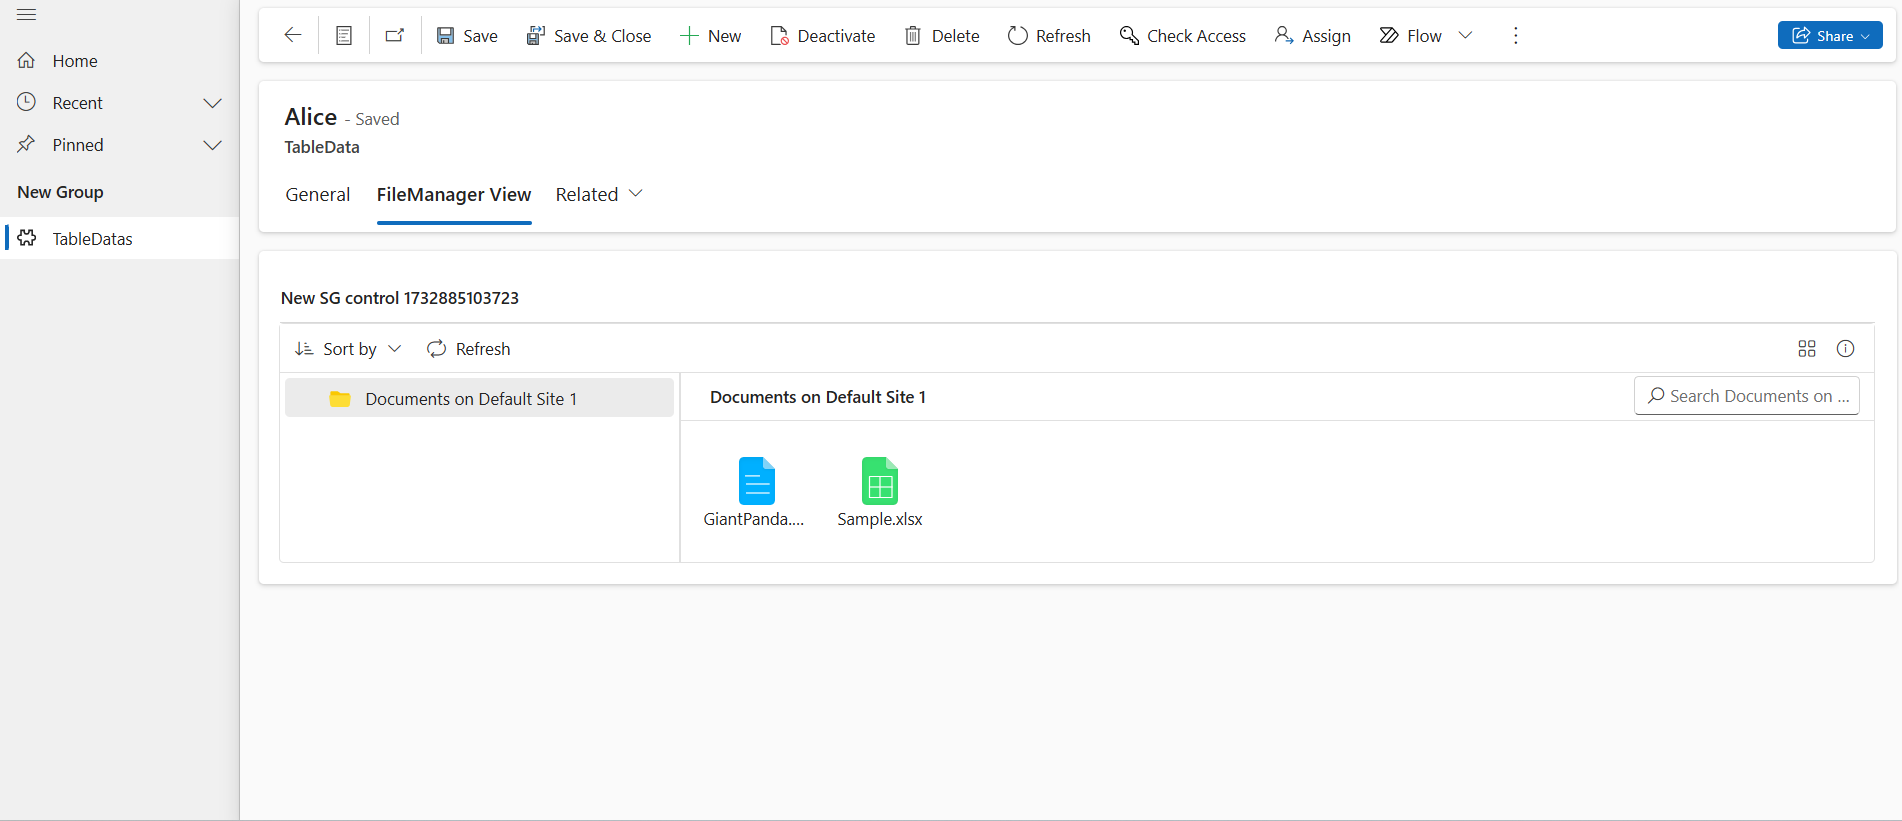 Save
Save & Close
New
Deactivate
Delete
Refresh
Check Access
Assign
Flow
Share
Home
Recent
Pinned
New Group
TableDatas
Alice - Saved
TableData
General
FileManager View
Related
New SG control 1732885103723
Sort by
Refresh
Documents on Default Site 1
Documents on Default Site 1
Search Documents on ...
GiantPanda....
Sample.xlsx